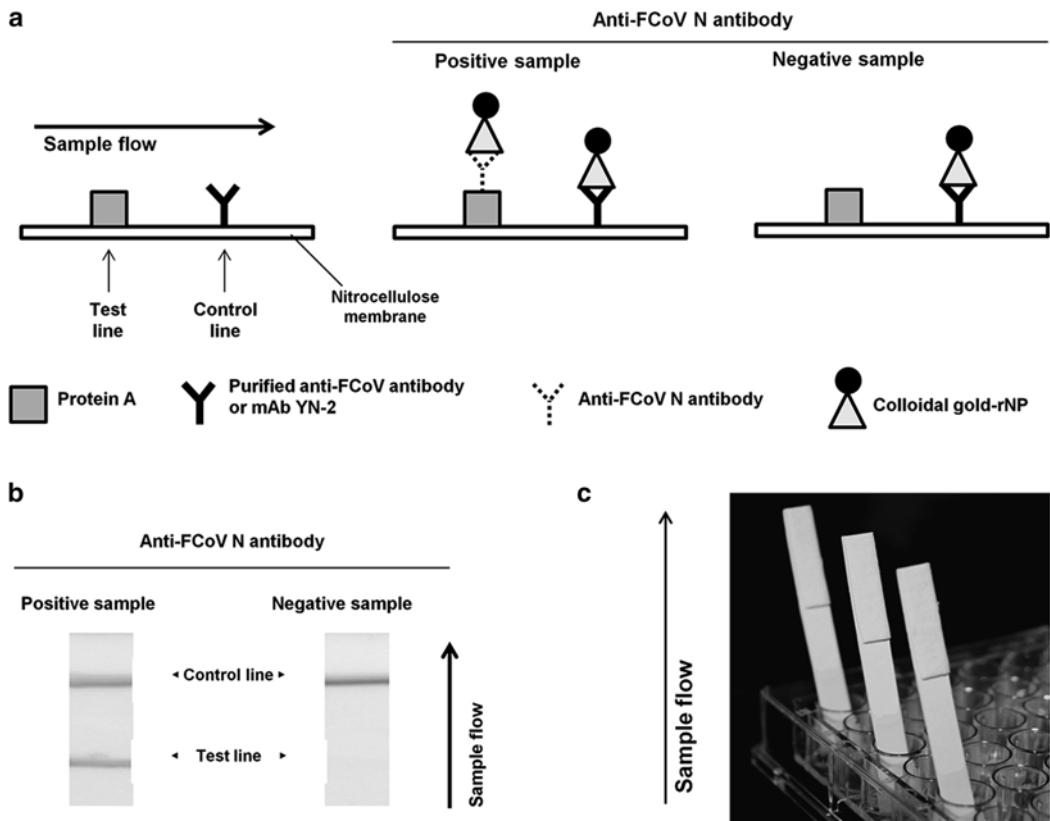 a
Anti-FCoV N antibody
Positive sample
Negative sample
Sample flow
Test
line
Control
line
Nitrocellulose
membrane
Protein A
Purified anti-FCoV antibody
or mAb YN-2
Anti-FCoV N antibody
Colloidal gold-rNP
b
Anti-FCoV N antibody
Positive sample
Negative sample
Control line
Test line
Sample flow
c
Sample flow